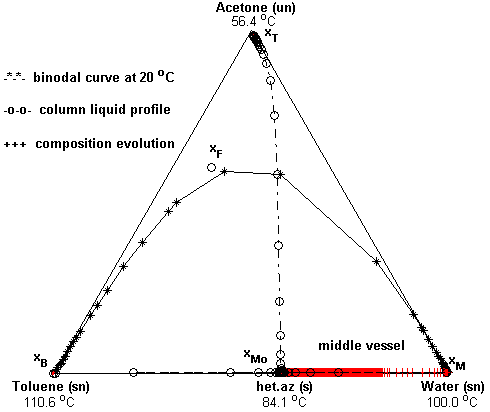 Acetone (un)
56.4 °C
x_T
-*-*- binodal curve at 20 °C
-o-o- column liquid profile
+++ composition evolution
x_F
middle vessel
x_B
x_Mo
x_M
Toluene (sn)
het.az (s)
Water (sn)
110.6 °C
84.1 °C
100.0 °C